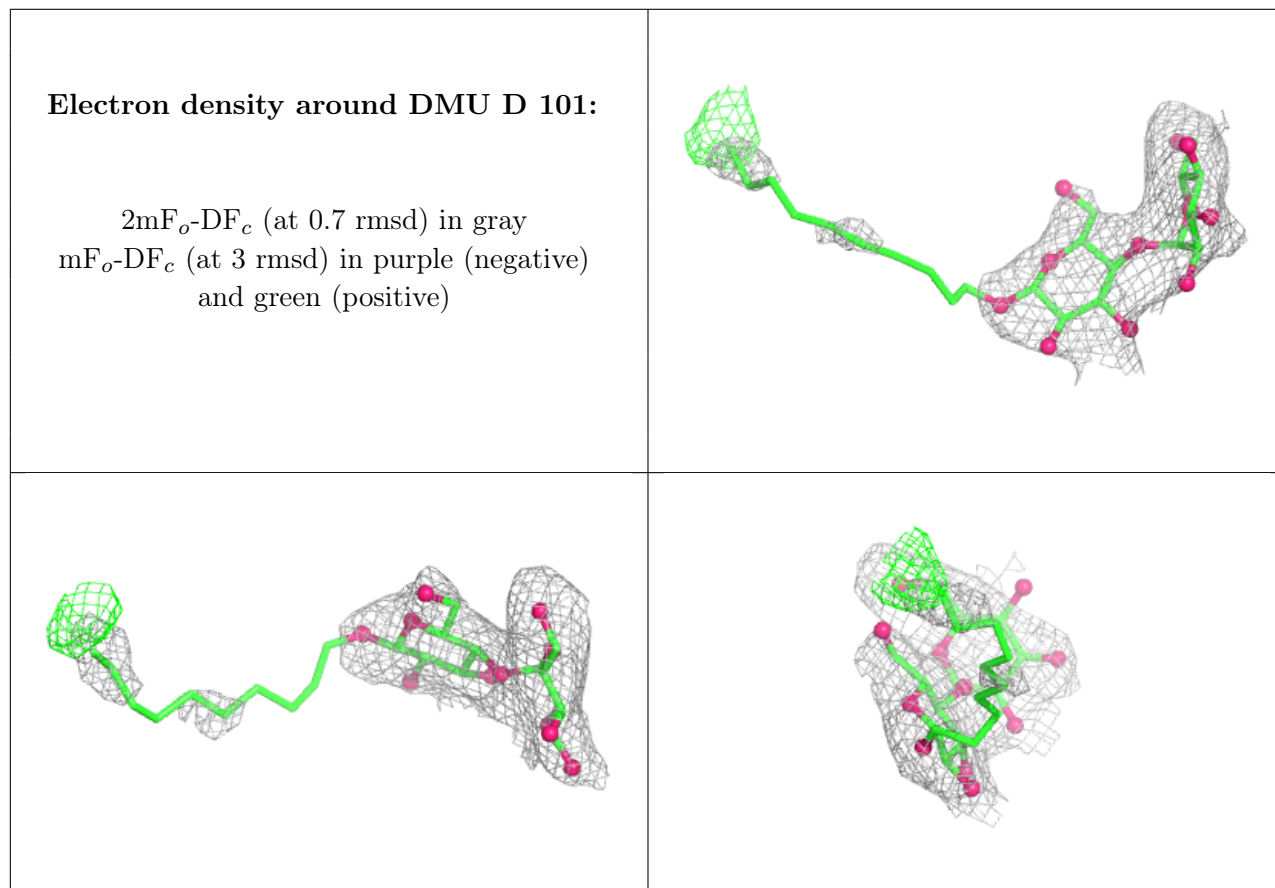 Electron density around DMU D 101:
2mFo-DFc (at 0.7 rmsd) in gray
mFo-DFc (at 3 rmsd) in purple (negative)
and green (positive)